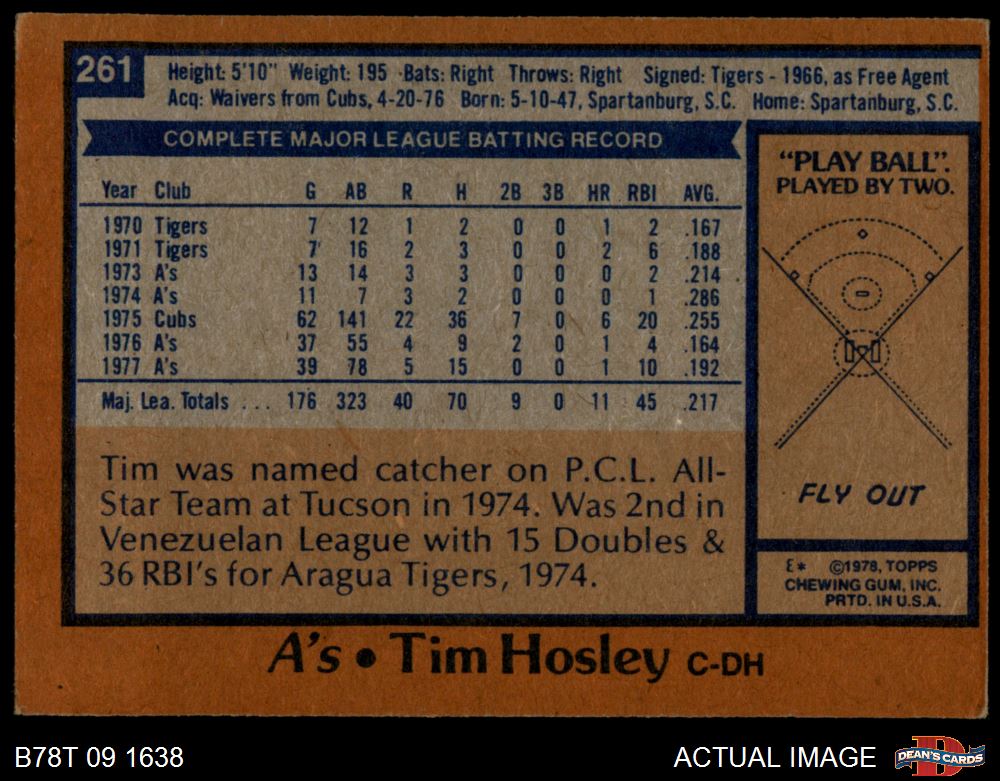 261
Height: 5'10" Weight: 195 Bats: Right Throws: Right Signed: Tigers - 1966, as Free Agent
Acq: Waivers from Cubs, 4-20-76 Born: 5-10-47, Spartanburg, S.C. Home: Spartanburg, S.C.
COMPLETE MAJOR LEAGUE BATTING RECORD
Year Club G AB R H 2B 3B HR RBI AVG.
1970 Tigers 7 12 1 2 0 0 1 2 .167
1971 Tigers 7 16 2 3 0 0 2 6 .188
1973 A's 13 14 3 3 0 0 0 2 .214
1974 A's 11 7 3 2 0 0 0 1 .286
1975 Cubs 62 141 22 36 7 0 6 20 .255
1976 A's 37 55 4 9 2 0 1 4 .164
1977 A's 39 78 5 15 0 0 1 10 .192
Maj. Lea. Totals . . . 176 323 40 70 9 0 11 45 .217
Tim was named catcher on P.C.L. All-
Star Team at Tucson in 1974. Was 2nd in
Venezuelan League with 15 Doubles &
36 RBI's for Aragua Tigers, 1974.
"PLAY BALL".
PLAYED BY TWO.
FLY OUT
E* ©1978, TOPPS
CHEWING GUM, INC.
PRTD. IN U.S.A.
A's • Tim Hosley C-DH
B78T 09 1638
ACTUAL IMAGE
D
DEAN'S CARDS